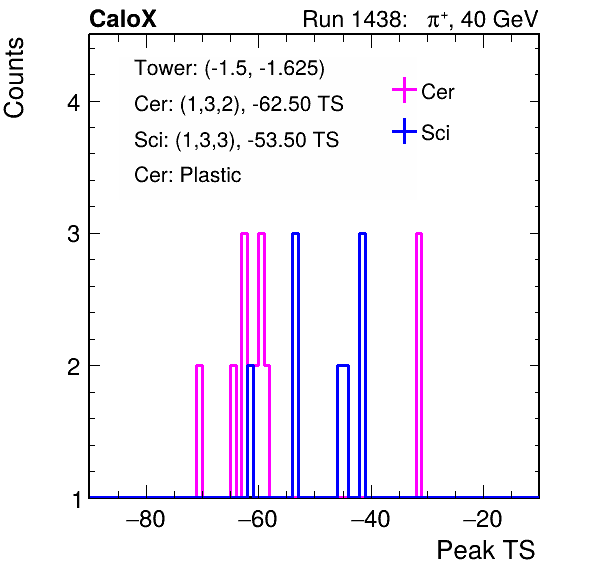 CaloX Run 1438: π⁺, 40 GeV
Counts
Tower: (-1.5, -1.625)
Cer: (1,3,2), -62.50 TS
Sci: (1,3,3), -53.50 TS
Cer: Plastic
Cer
Sci
4
3
2
1
−80 −60 −40 −20
Peak TS